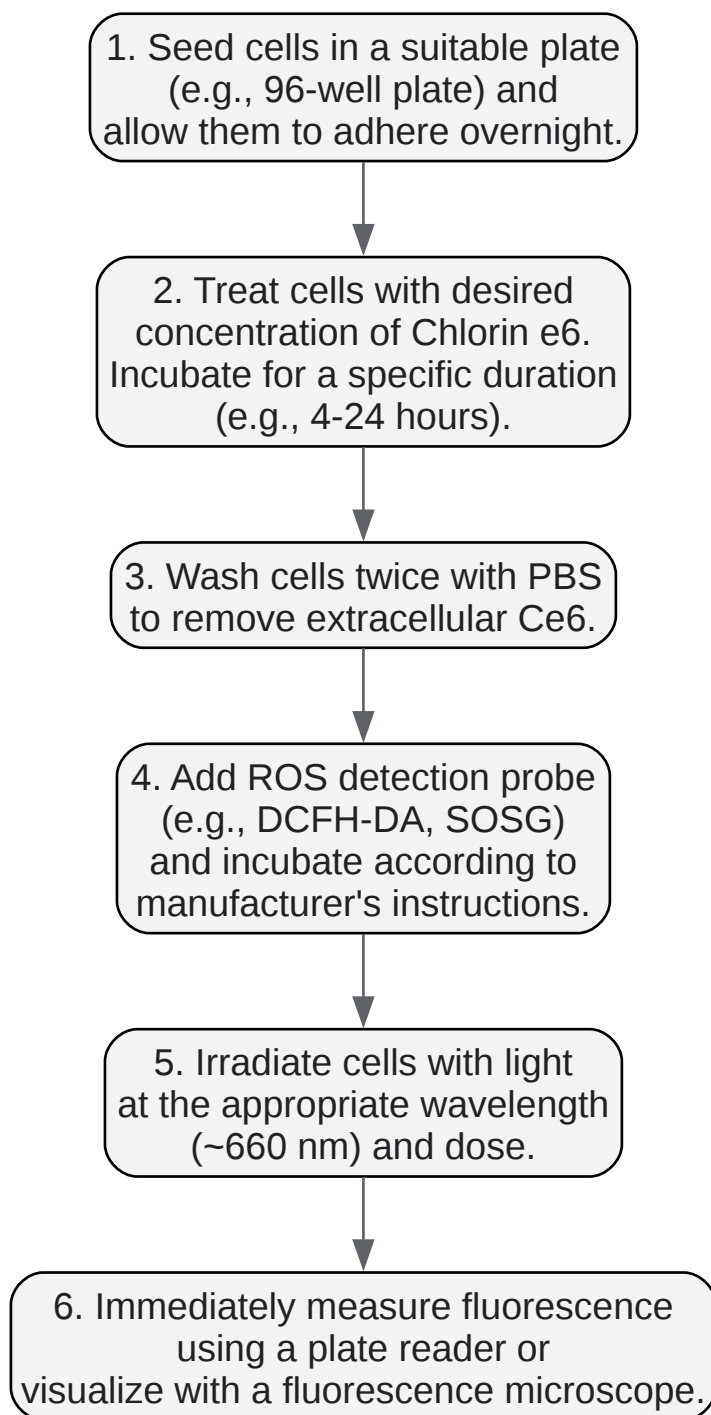 1. Seed cells in a suitable plate
(e.g., 96-well plate) and
allow them to adhere overnight.
2. Treat cells with desired
concentration of Chlorin e6.
Incubate for a specific duration
(e.g., 4-24 hours).
3. Wash cells twice with PBS
to remove extracellular Ce6.
4. Add ROS detection probe
(e.g., DCFH-DA, SOSG)
and incubate according to
manufacturer's instructions.
5. Irradiate cells with light
at the appropriate wavelength
(~660 nm) and dose.
6. Immediately measure fluorescence
using a plate reader or
visualize with a fluorescence microscope.